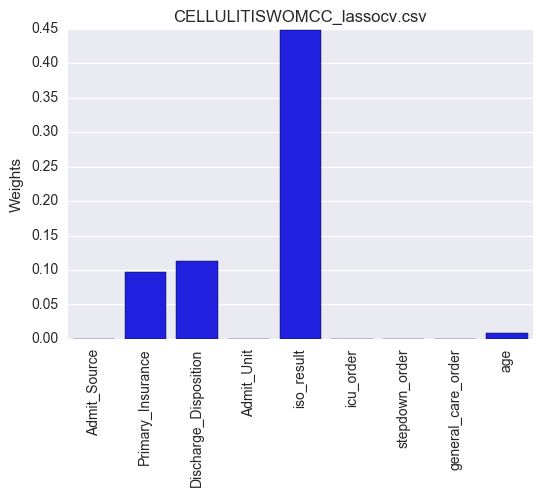 CELLULITISWOMCC_lassocv.csv
0.45
0.40
0.35
0.30
0.25
0.20
0.15
0.10
0.05
0.00
Weights
Admit_Source
Primary_Insurance
Discharge_Disposition
Admit_Unit
iso_result
icu_order
stepdown_order
general_care_order
age